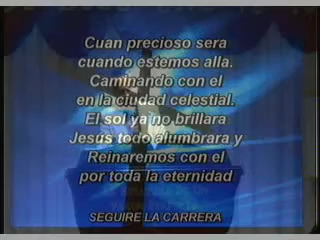 Cuan precioso sera
cuando estemos alla.
Caminando con el
en la ciudad celestial.
El sol ya no brillara
Jesus todo alumbrara y
Reinaremos con el
por toda la eternidad
SEGUIRE LA CARRERA